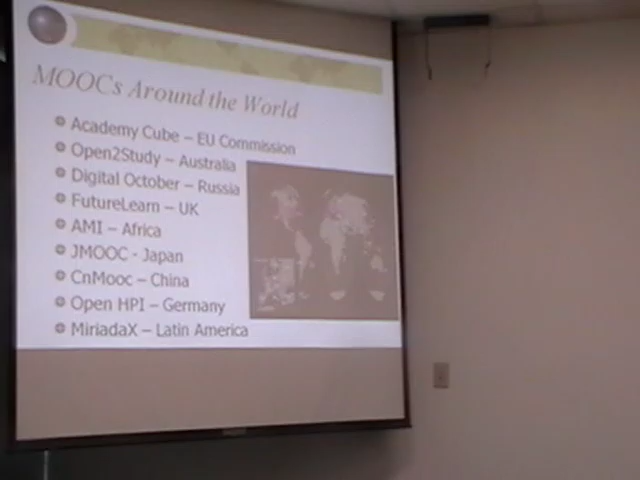 MOOCs Around the World
Academy Cube – EU Commission
Open2Study – Australia
Digital October – Russia
FutureLearn – UK
AMI – Africa
JMOOC - Japan
CnMooc – China
Open HPI – Germany
MiriadaX – Latin America